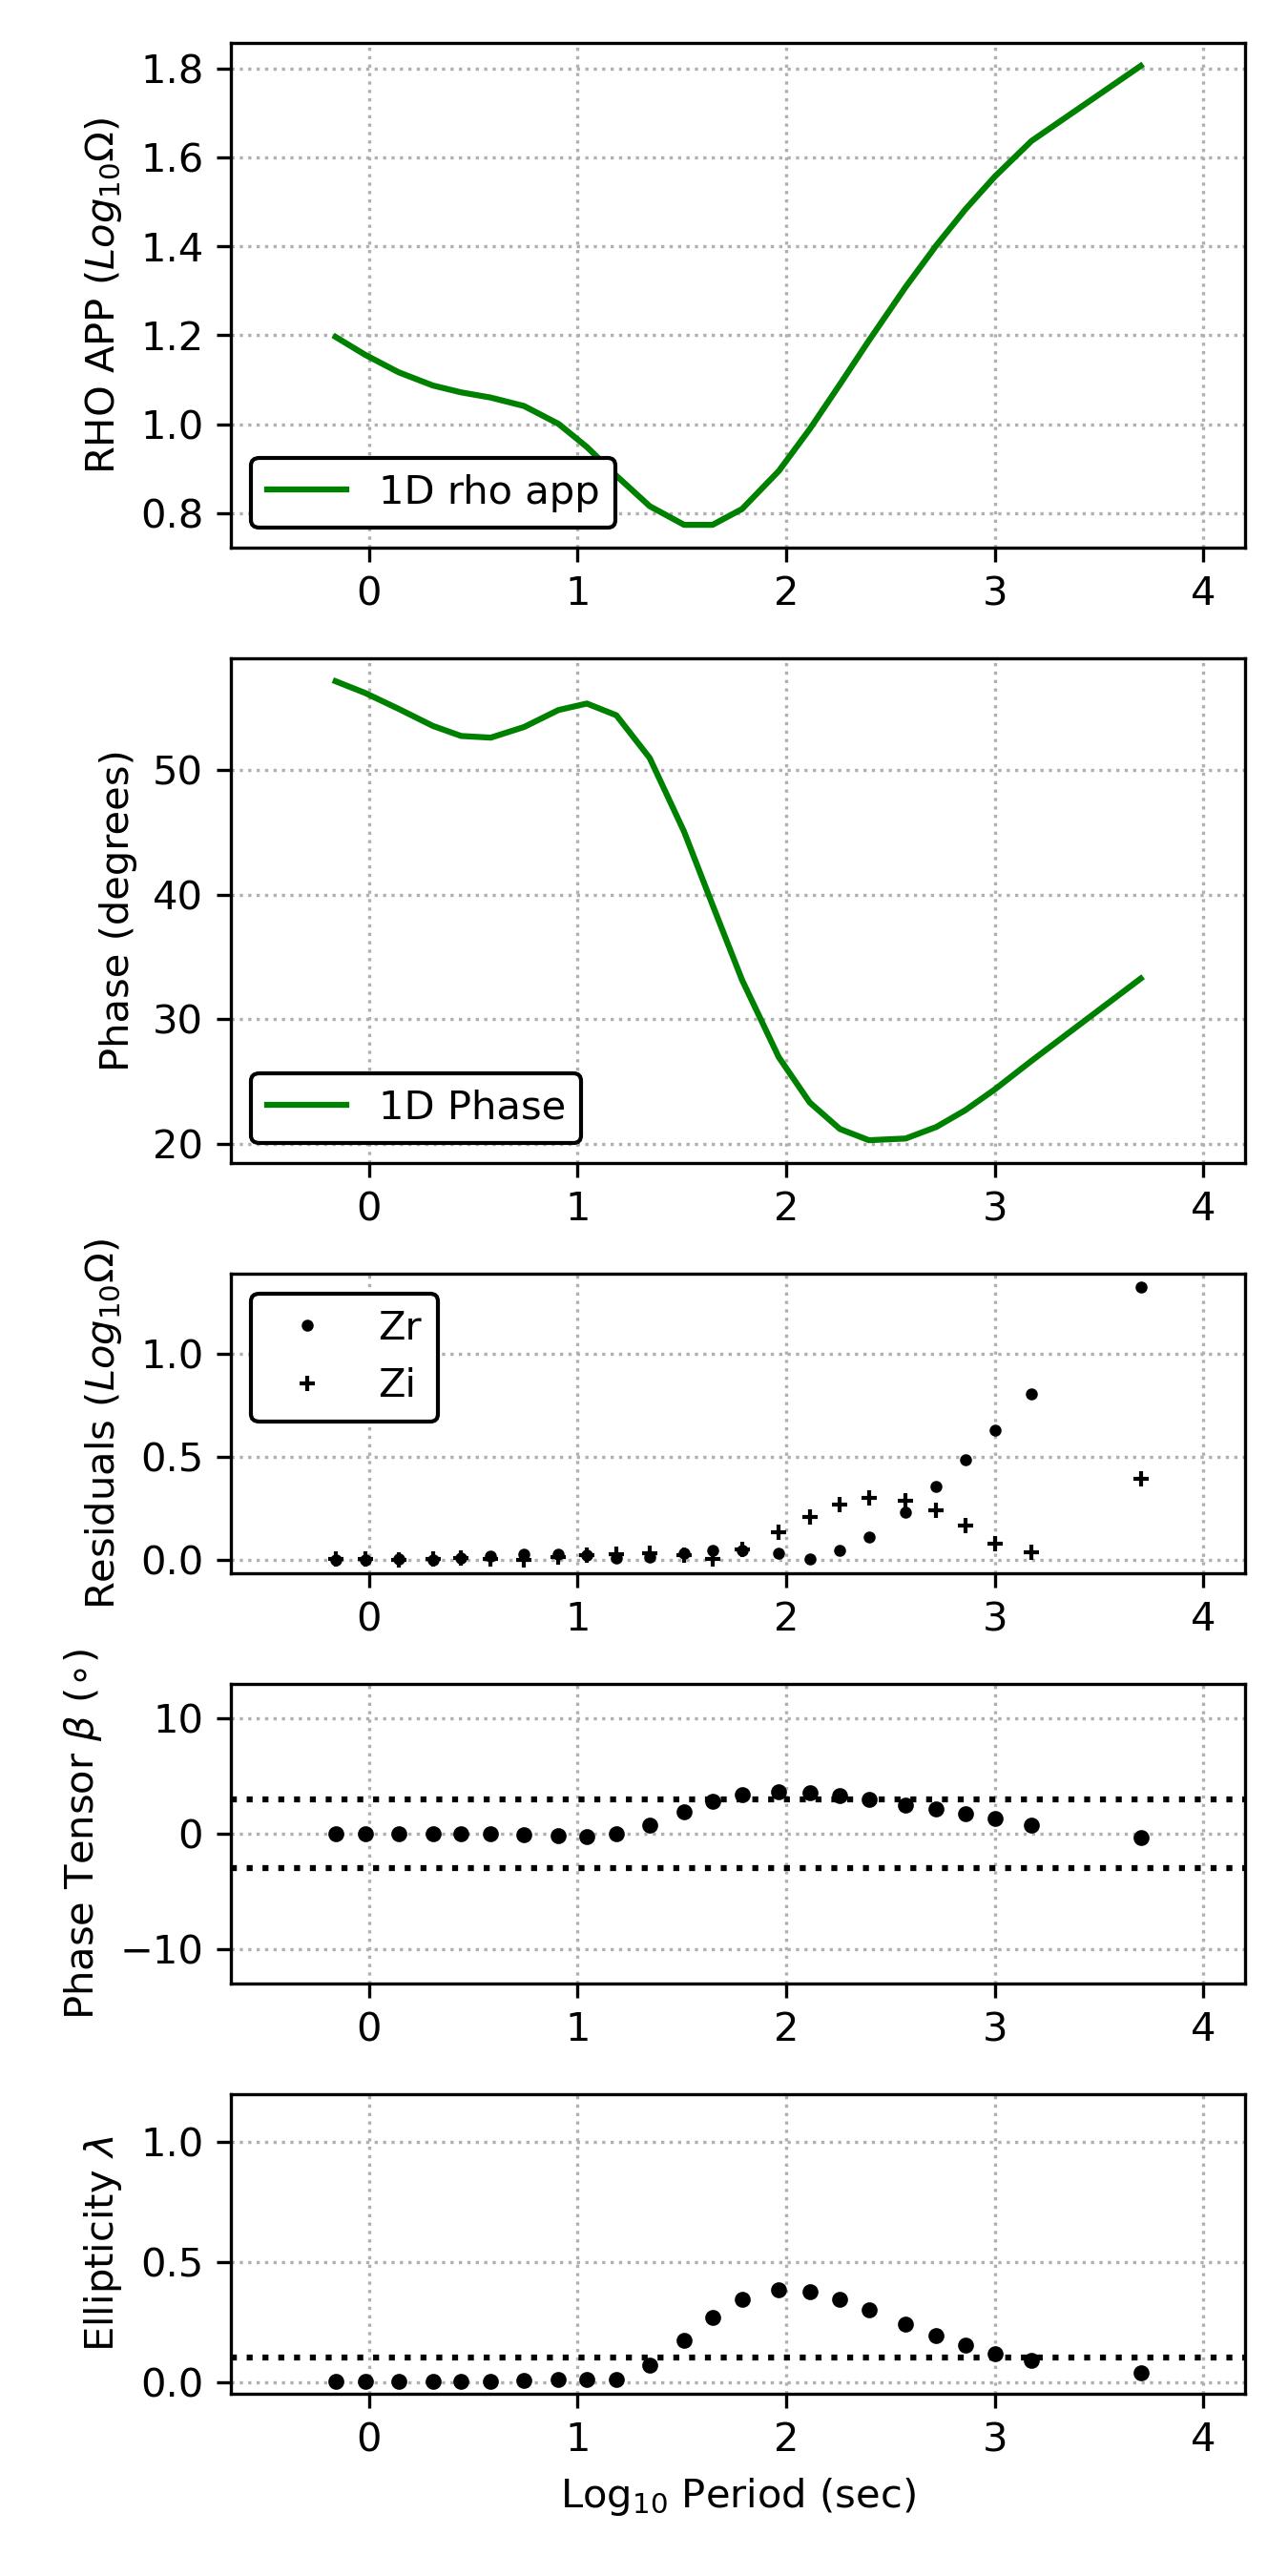 RHO APP (Log₁₀Ω)
1.8
1.6
1.4
1.2
1.0
0.8
1D rho app
0 1 2 3 4
Phase (degrees)
50
40
30
20
1D Phase
0 1 2 3 4
Residuals (Log₁₀Ω)
1.0
0.5
0.0
Zr
Zi
0 1 2 3 4
Phase Tensor β (∘)
10
0
−10
0 1 2 3 4
Ellipticity λ
1.0
0.5
0.0
0 1 2 3 4
Log₁₀ Period (sec)